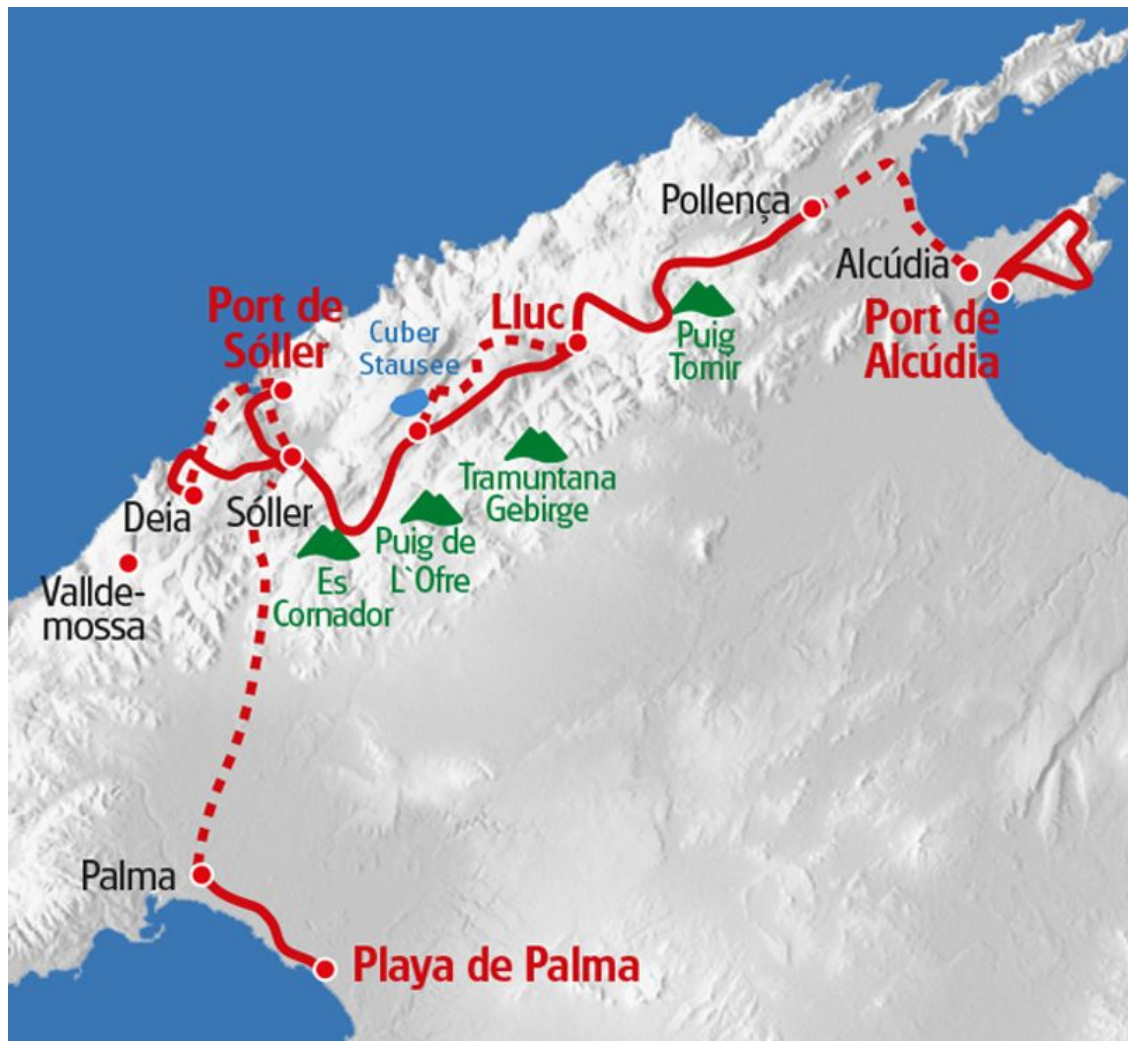 Pollença
Alcúdia
Port de
Alcúdia
Port de
Sóller
Lluc
Cuber
Stausee
Puig
Tomir
Tramuntana
Gebirge
Deia
Sóller
Puig de
L`Ofre
Es
Cornador
Vallde-
mossa
Palma
Playa de Palma